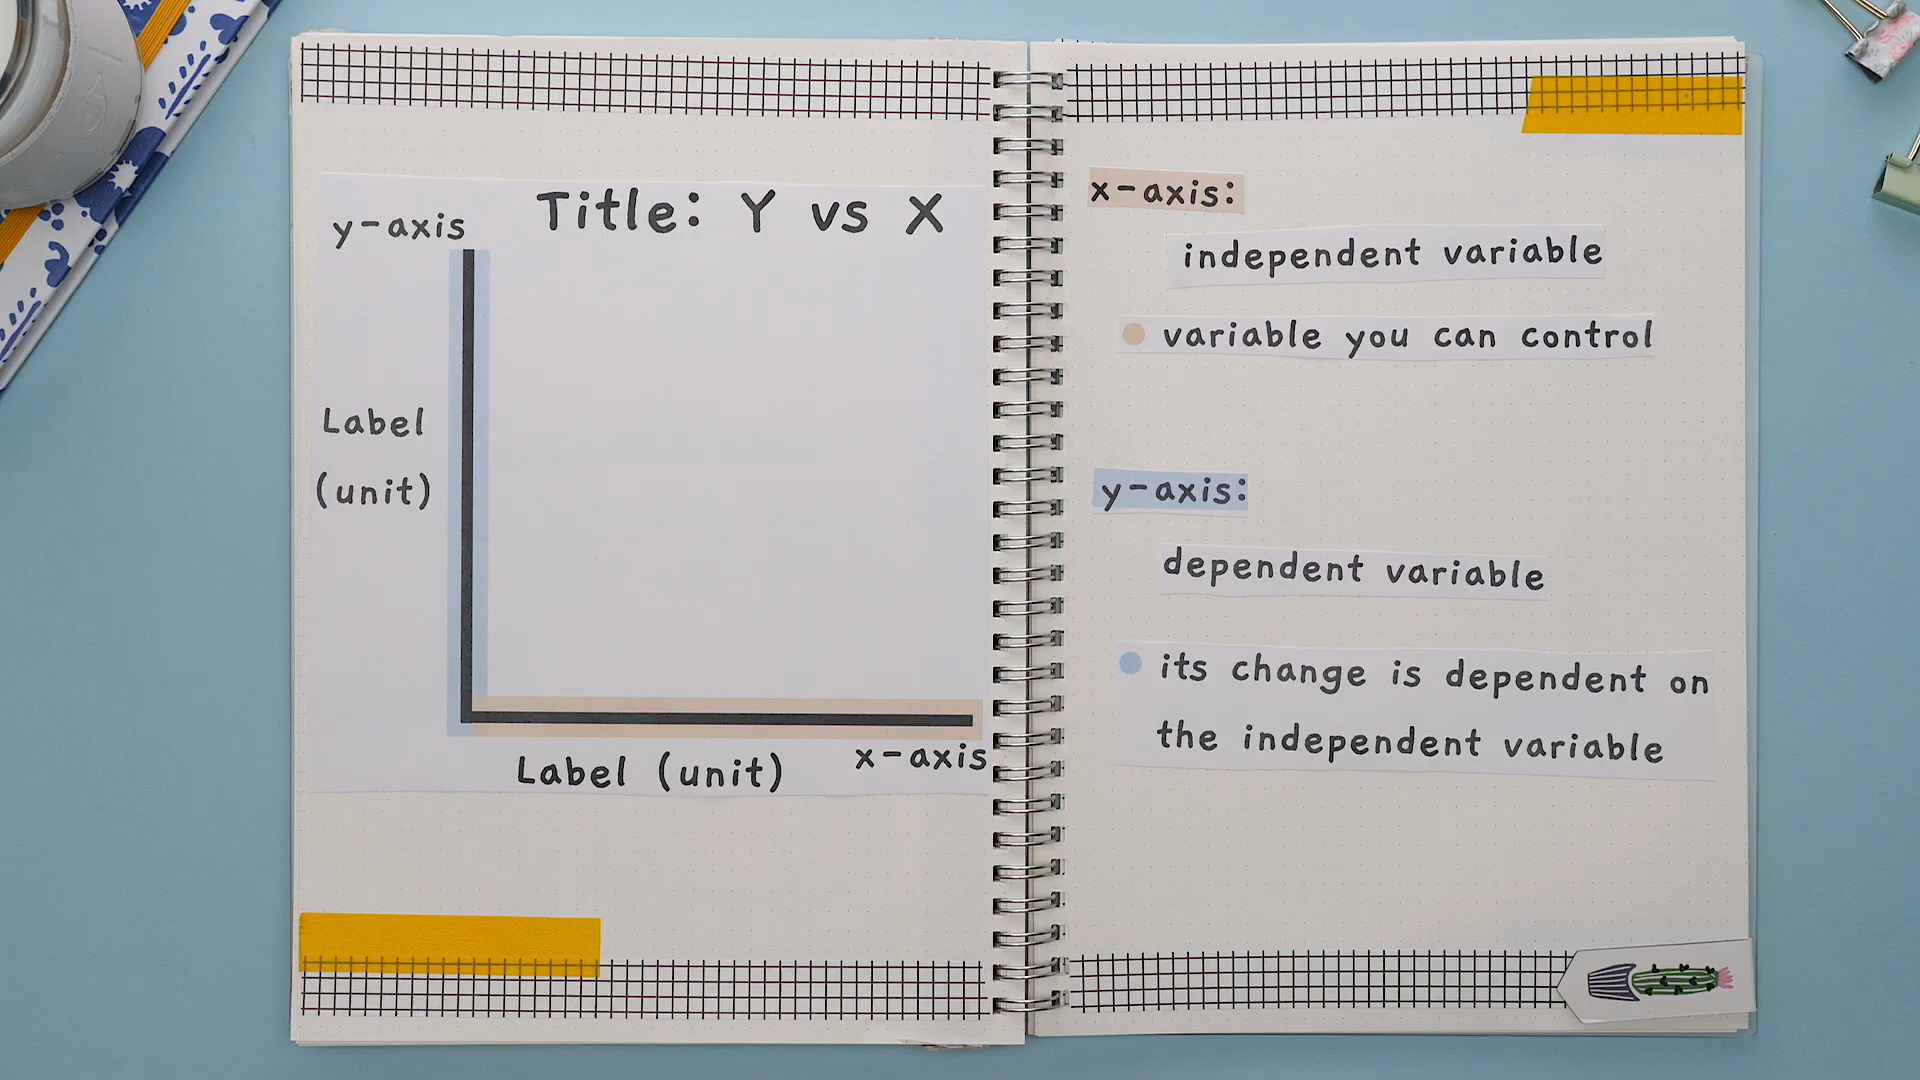 Title: Y vs X
y-axis
Label
(unit)
Label (unit)
x-axis
x-axis:
independent variable
variable you can control
y-axis:
dependent variable
its change is dependent on
the independent variable